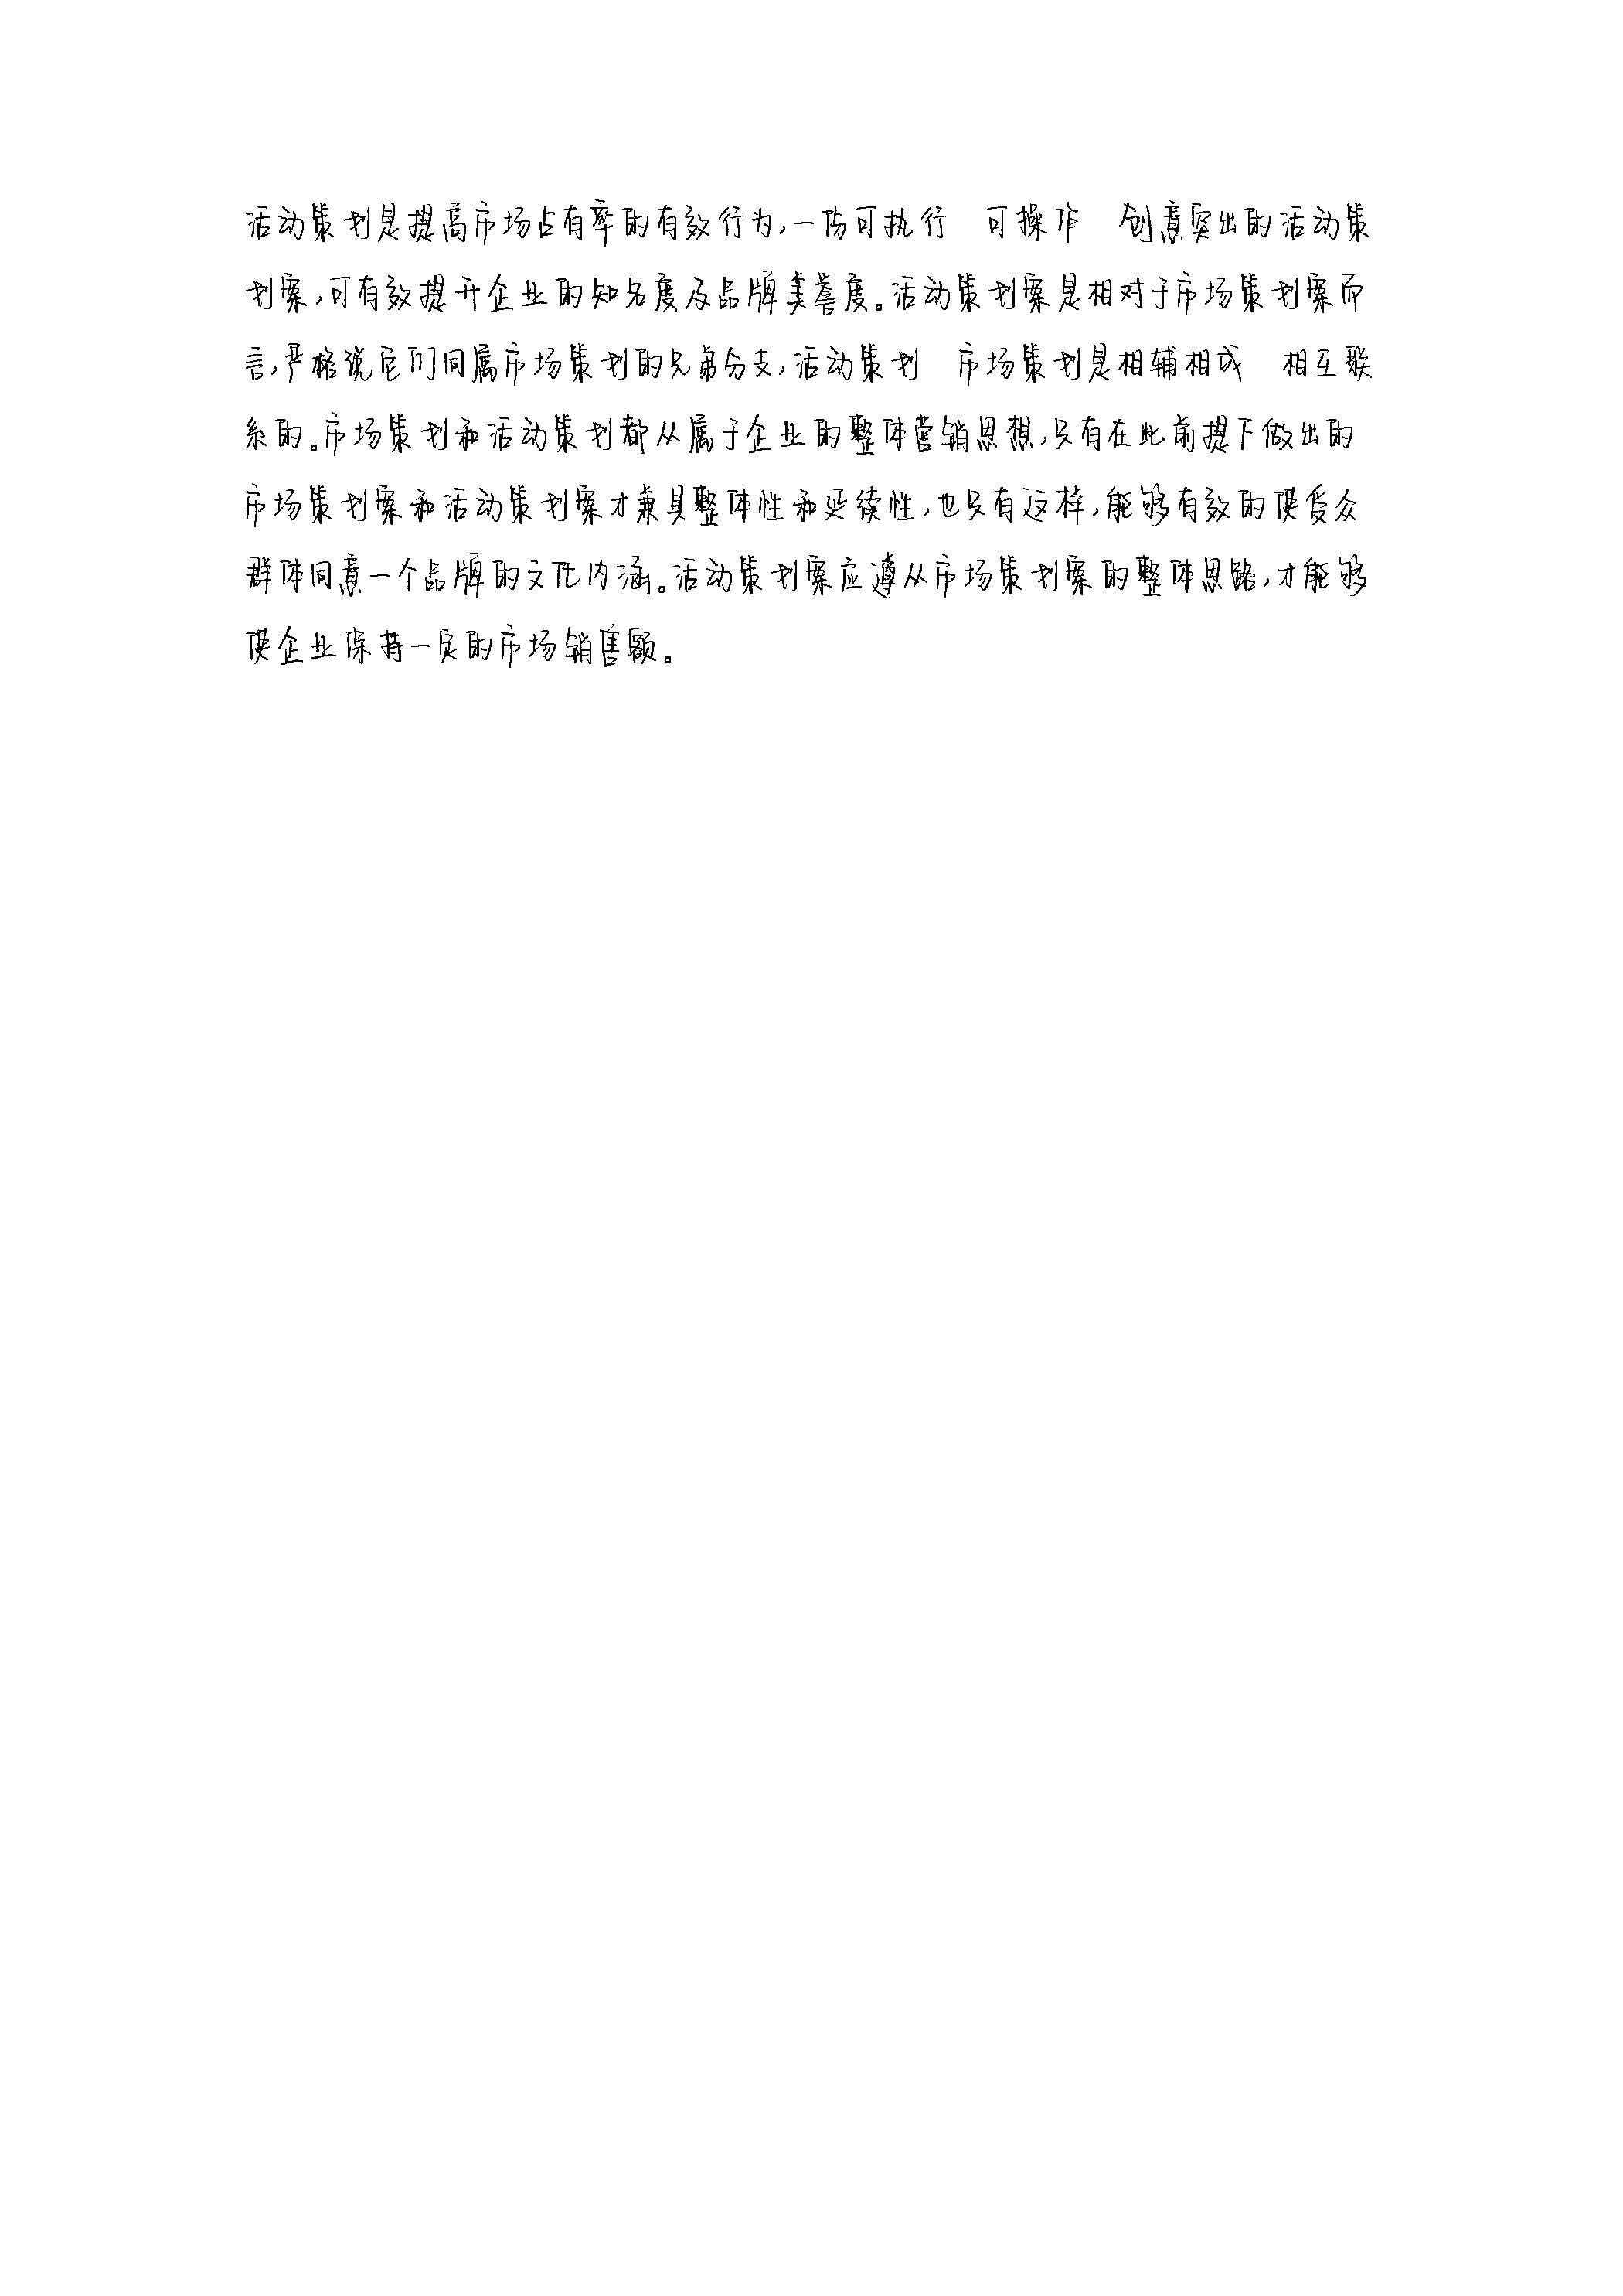 活动策划是提高市场占有率的有效行为,一份可执行　可操作　创意突出的活动策
划案,可有效提升企业的知名度及品牌美誉度。活动策划案是相对于市场策划案而
言,严格说它们同属市场策划的兄弟分支,活动策划　市场策划是相辅相成　相互联
系的。市场策划和活动策划都从属于企业的整体营销思想,只有在此前提下做出的
市场策划案和活动策划案才兼具整体性和延续性,也只有这样,能够有效的使受众
群体同意一个品牌的文化内涵。活动策划案应遵从市场策划案的整体思路,才能够
使企业保持一定的市场销售额。